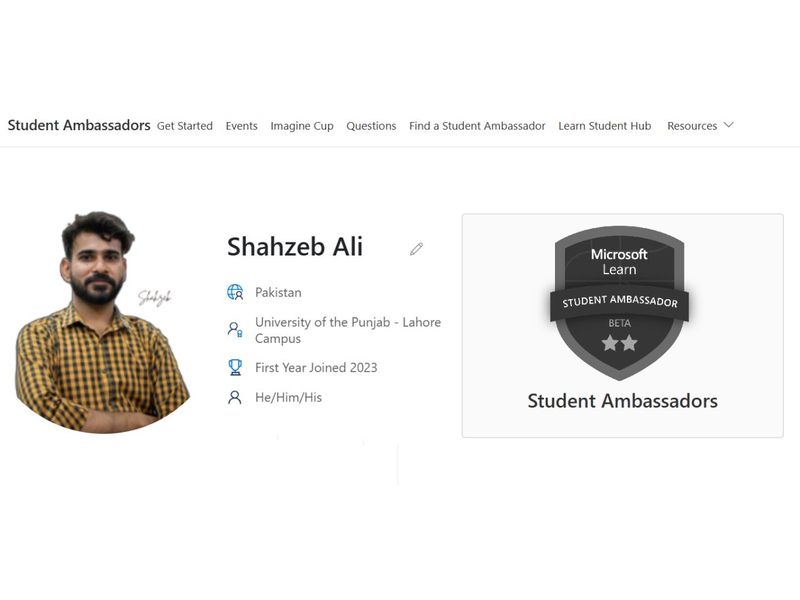 Student Ambassadors Get Started Events Imagine Cup Questions Find a Student Ambassador Learn Student Hub Resources
Shahzeb Ali
Pakistan
University of the Punjab - Lahore
Campus
First Year Joined 2023
He/Him/His
Shahzeb
Microsoft
Learn
STUDENT AMBASSADOR
BETA
Student Ambassadors